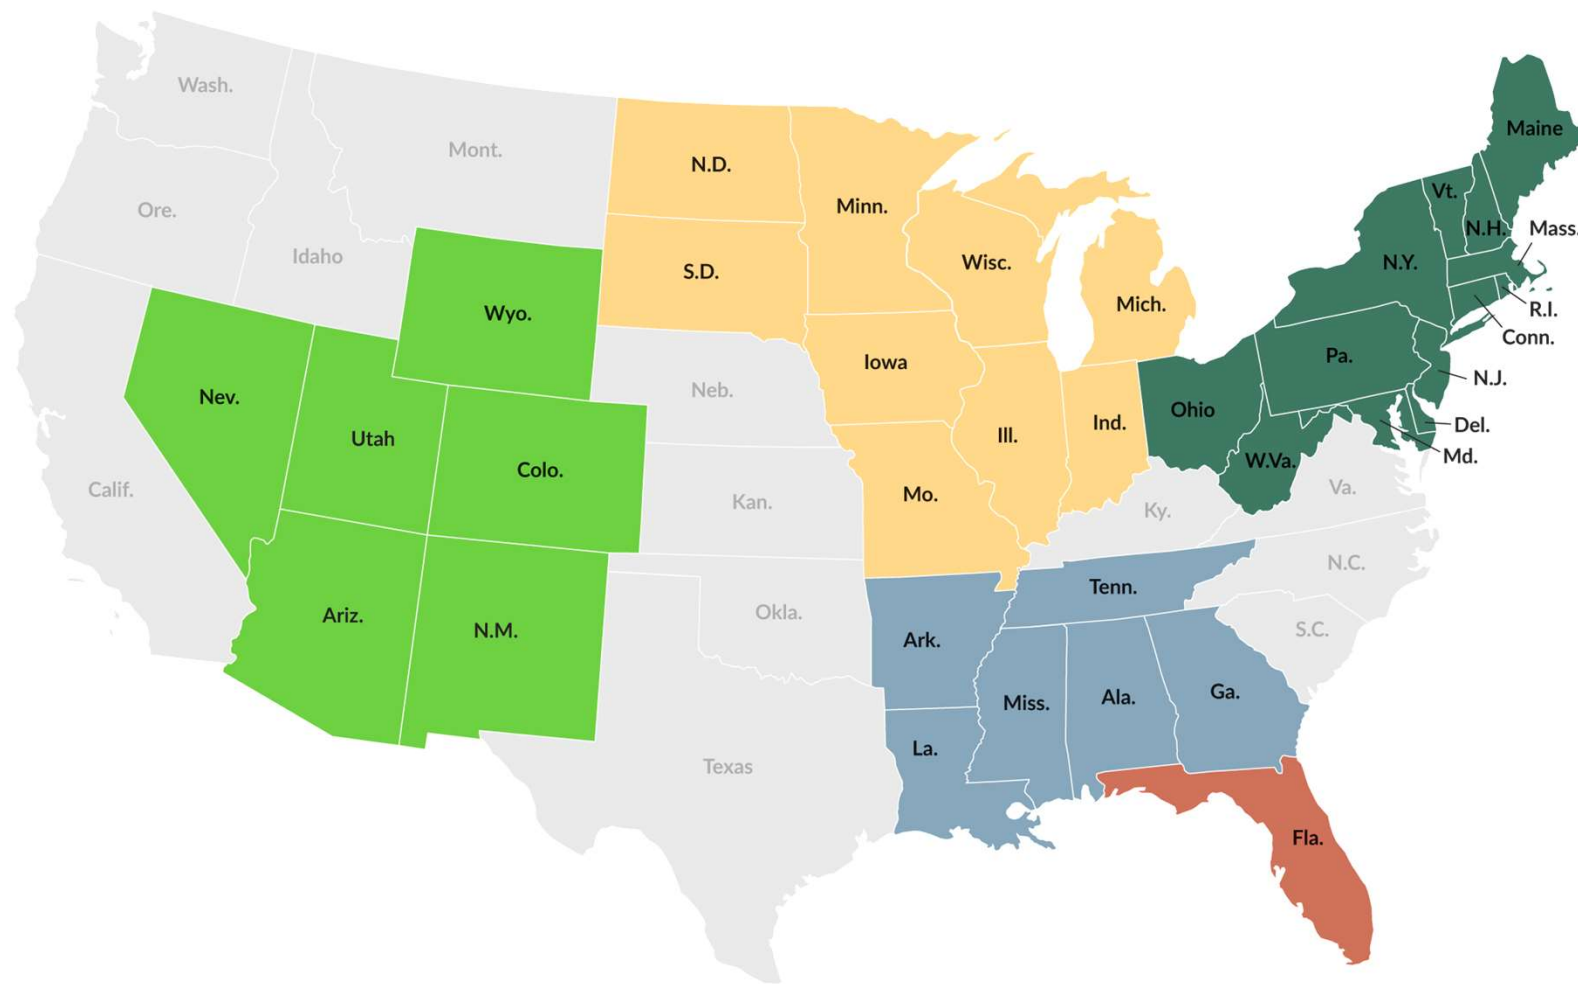 Wash.
Mont.
Ore.
Idaho
N.D.
Minn.
Maine
Vt.
N.H.
Mass.
N.Y.
R.I.
Conn.
S.D.
Wisc.
Mich.
Wyo.
Iowa
Pa.
N.J.
Nev.
Utah
Neb.
Ohio
Del.
Md.
Ill.
Ind.
W.Va.
Colo.
Calif.
Kan.
Mo.
Ky.
Va.
Ariz.
N.M.
Okla.
Ark.
Tenn.
N.C.
S.C.
Miss.
Ala.
Ga.
Texas
La.
Fla.